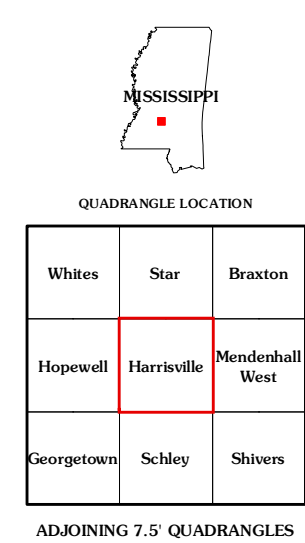 MISSISSIPPI
QUADRANGLE LOCATION
Whites Star Braxton
Hopewell Harrisville Mendenhall
West
Georgetown Schley Shivers
ADJOINING 7.5' QUADRANGLES